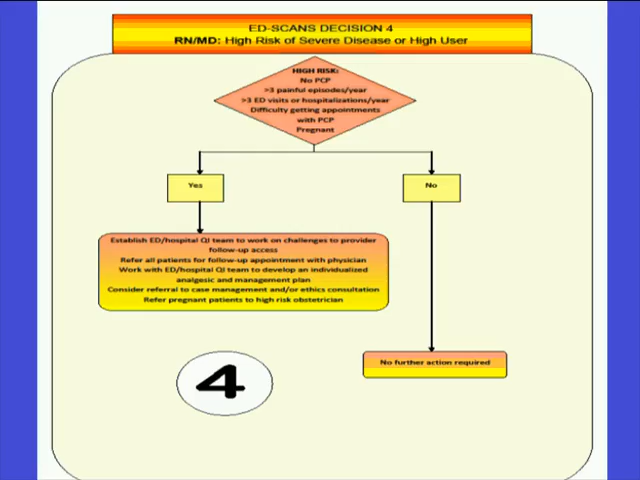 ED-SCANS DECISION 4
RN/MD: High Risk of Severe Disease or High User
HIGH RISK:
No PCP
>3 painful episodes/year
>3 ED visits or hospitalizations/year
Difficulty getting appointments
with PCP
Pregnant
Yes
No
Establish ED/hospital QI team to work on challenges to provider
follow-up access
Refer all patients for follow-up appointment with physician
Work with ED/hospital QI team to develop an individualized
analgesic and management plan
Consider referral to case management and/or ethics consultation
Refer pregnant patients to high risk obstetrician
No further action required
4